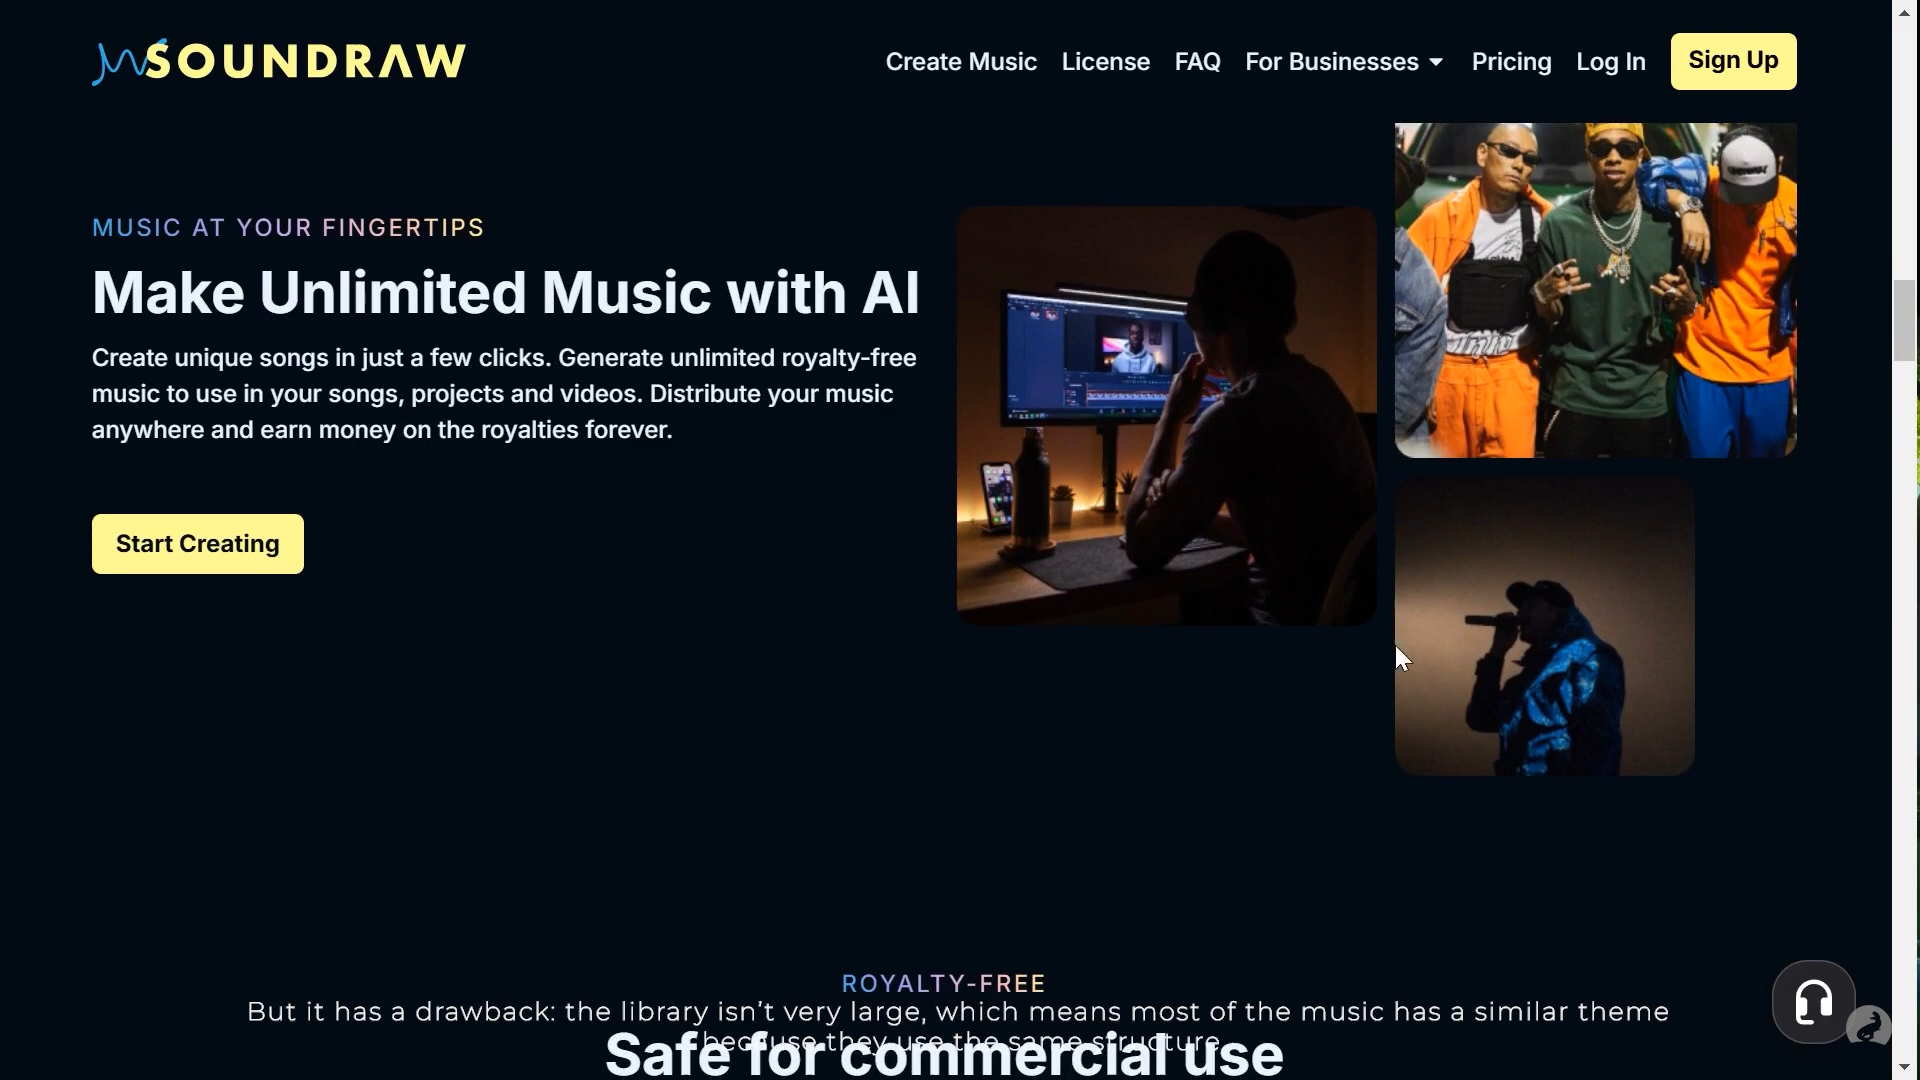 SOUNDRAW
Create Music
License
FAQ
For Businesses
Pricing
Log In
Sign Up
MUSIC AT YOUR FINGERTIPS
Make Unlimited Music with AI
Create unique songs in just a few clicks. Generate unlimited royalty-free
music to use in your songs, projects and videos. Distribute your music
anywhere and earn money on the royalties forever.
Start Creating
ROYALTY-FREE
But it has a drawback: the library isn’t very large, which means most of the music has a similar theme
because they use the same structure.
Safe for commercial use